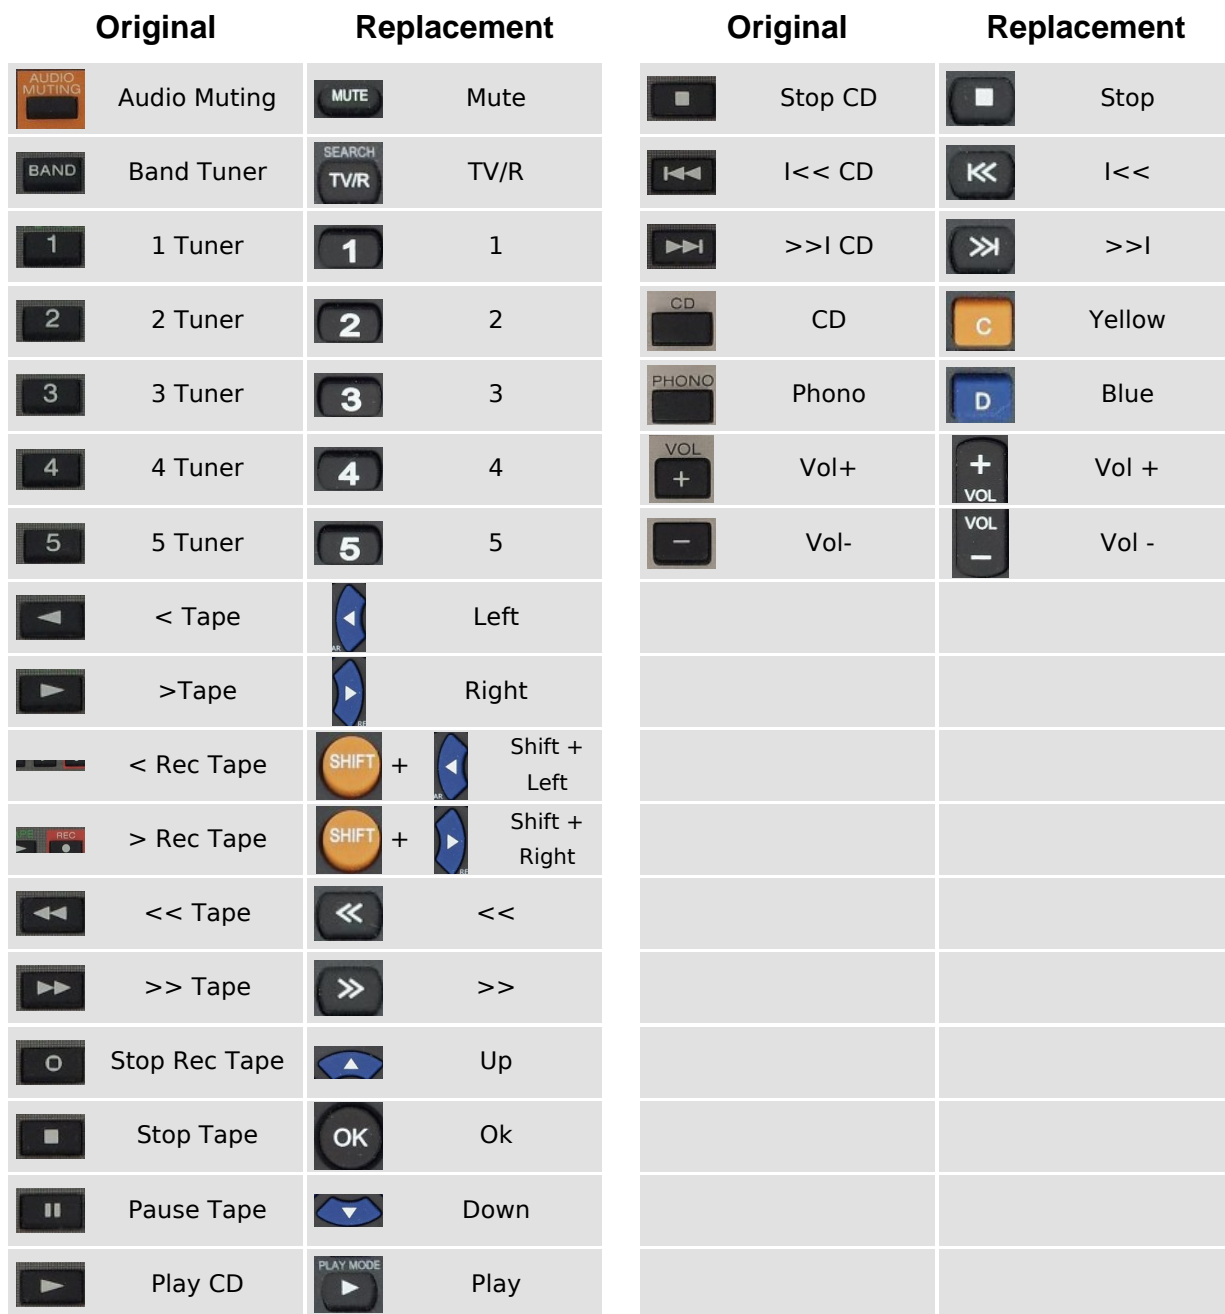 Original Replacement
AUDIO MUTING Audio Muting MUTE Mute
BAND Band Tuner SEARCH TV/R TV/R
1 1 Tuner 1 1
2 2 Tuner 2 2
3 3 Tuner 3 3
4 4 Tuner 4 4
5 5 Tuner 5 5
< Tape Left
>Tape Right
< Rec Tape SHIFT + Shift +
Left
REC > Rec Tape SHIFT + Shift +
Right
<< Tape <<
>> Tape >>
Stop Rec Tape Up
Stop Tape OK Ok
Pause Tape Down
Play CD PLAY MODE Play
Original Replacement
Stop CD Stop
I<< CD I<<
>>I CD >>I
CD CD C Yellow
PHONO Phono D Blue
VOL + Vol+ + VOL Vol +
− Vol- VOL − Vol -